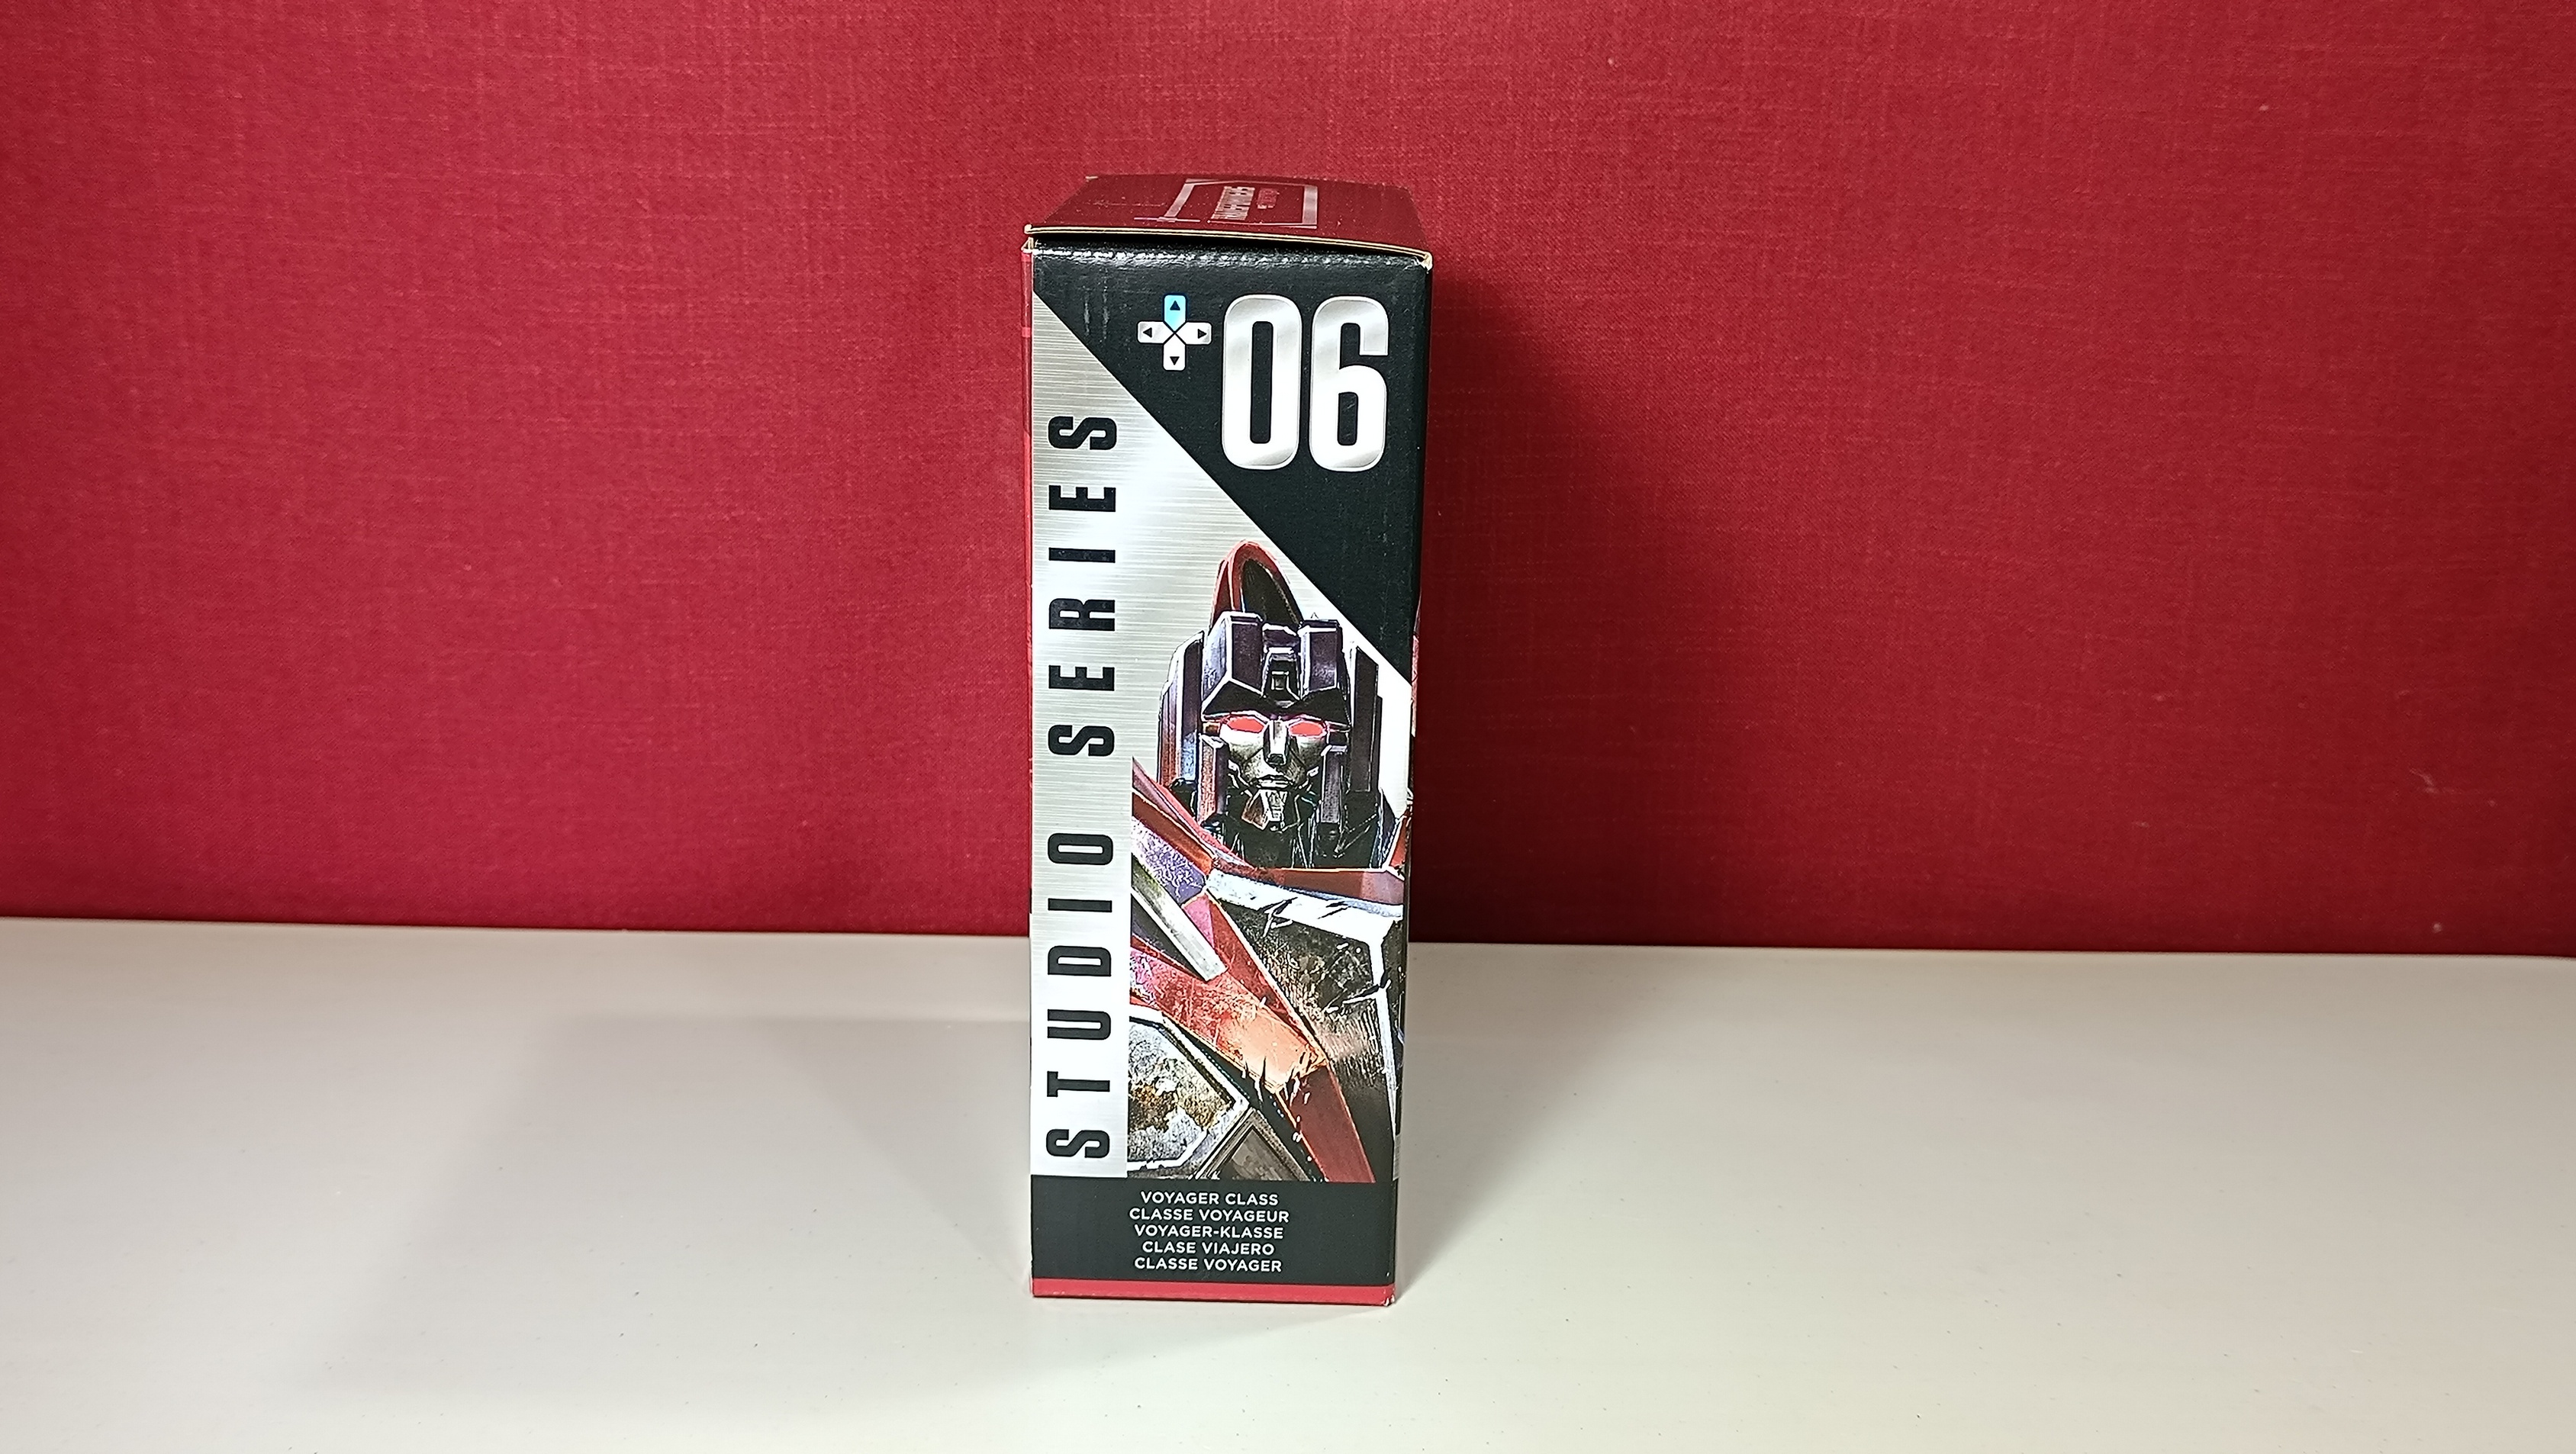 06
STUDIO SERIES
VOYAGER CLASS
CLASSE VOYAGEUR
VOYAGER-KLASSE
CLASE VIAJERO
CLASSE VOYAGER